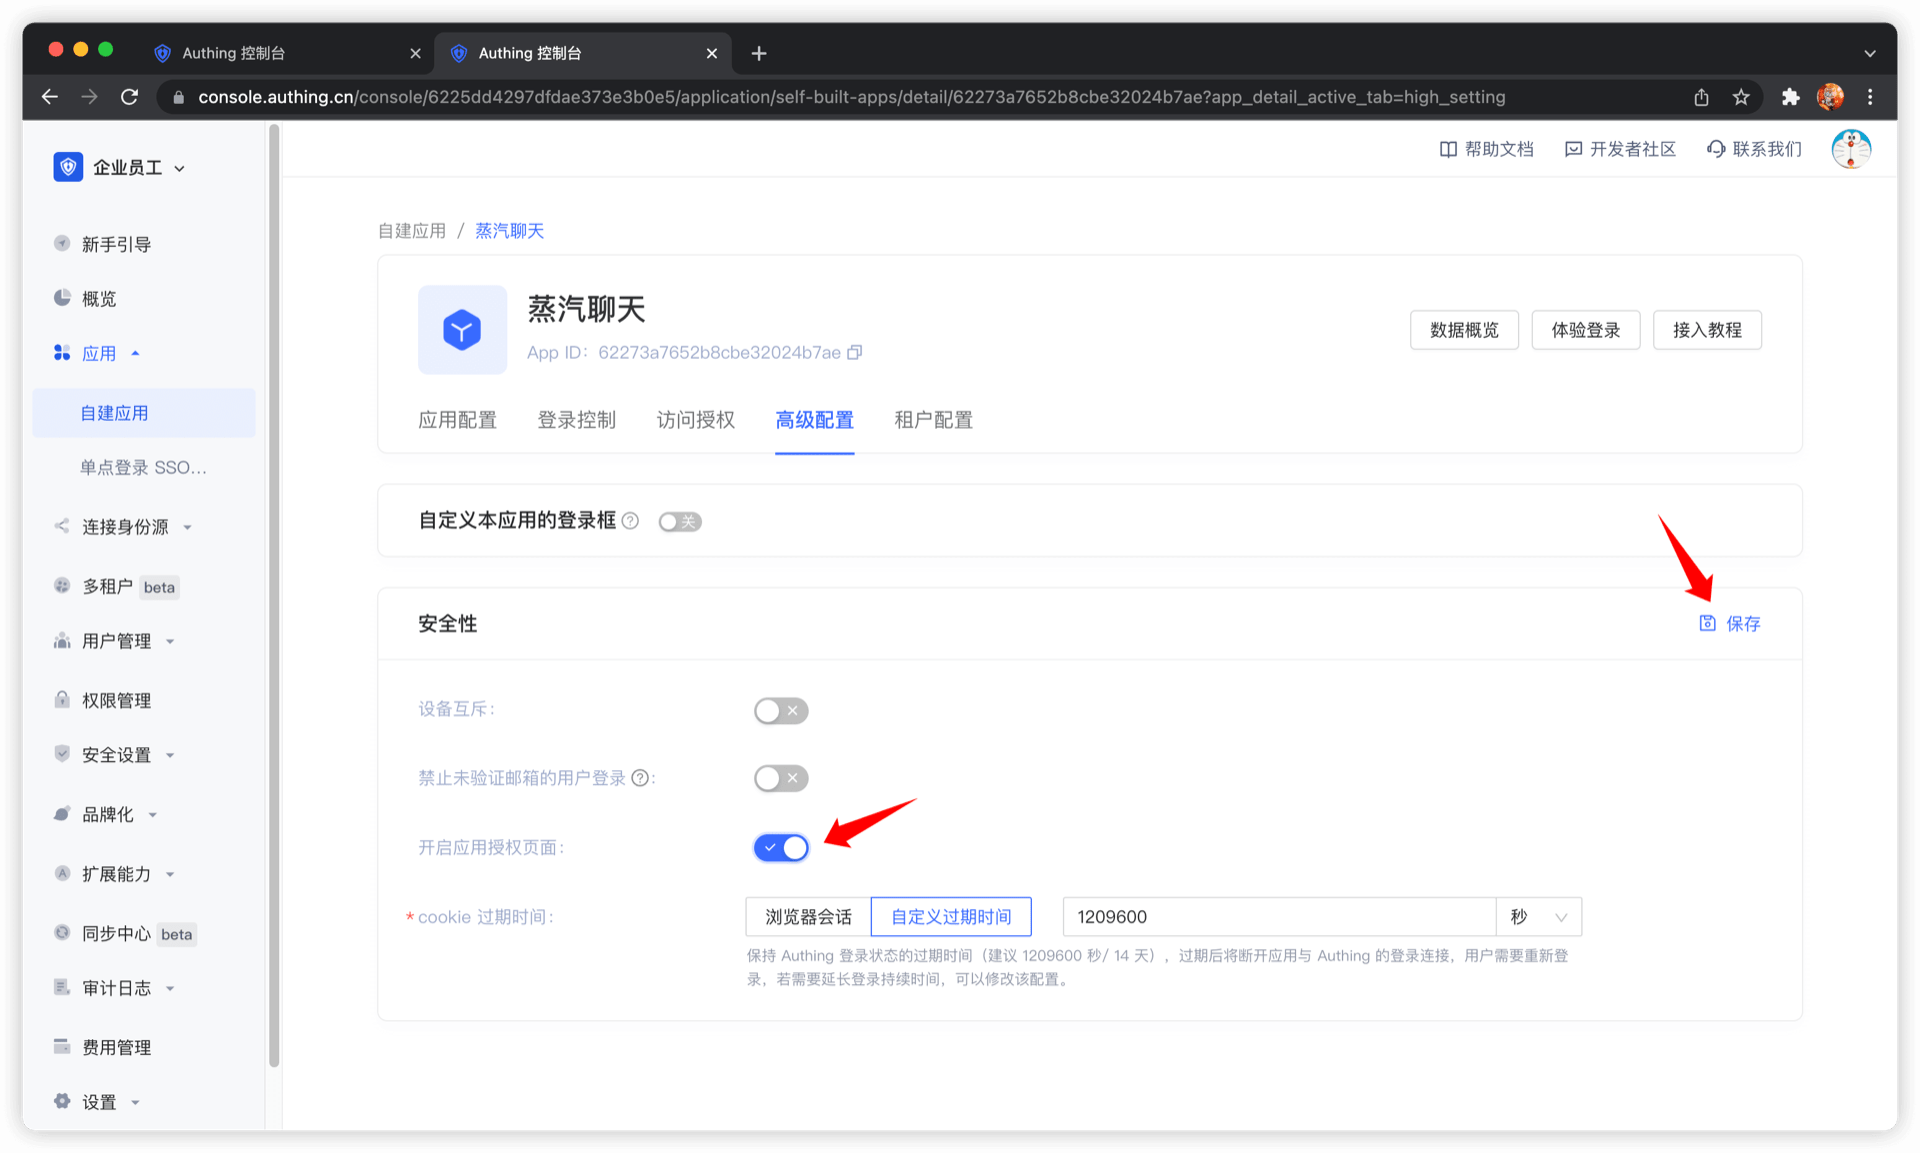 Authing 控制台
Authing 控制台
console.authing.cn/console/6225dd4297dfdae373e3b0e5/application/self-built-apps/detail/62273a7652b8cbe32024b7ae?app_detail_active_tab=high_setting
企业员工
帮助文档
开发者社区
联系我们
新手引导
概览
应用
自建应用
单点登录 SSO...
连接身份源
多租户 beta
用户管理
权限管理
安全设置
品牌化
扩展能力
同步中心 beta
审计日志
费用管理
设置
自建应用 / 蒸汽聊天
蒸汽聊天
App ID: 62273a7652b8cbe32024b7ae
数据概览
体验登录
接入教程
应用配置
登录控制
访问授权
高级配置
租户配置
自定义本应用的登录框 ? 关
安全性
保存
设备互斥:
禁止未验证邮箱的用户登录 ?:
开启应用授权页面:
* cookie 过期时间:
浏览器会话
自定义过期时间
1209600
秒
保持 Authing 登录状态的过期时间（建议 1209600 秒/ 14 天），过期后将断开应用与 Authing 的登录连接，用户需要重新登
录，若需要延长登录持续时间，可以修改该配置。